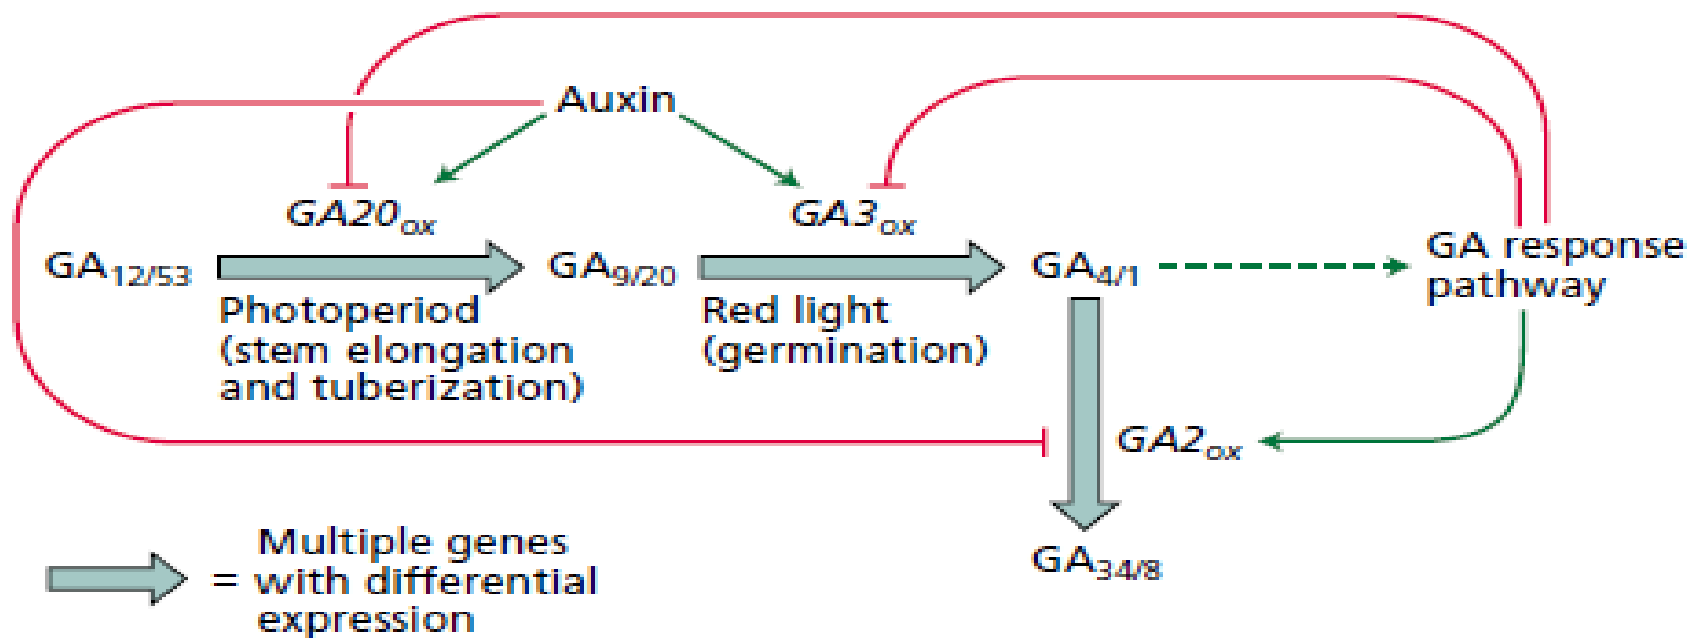 Auxin
GA20ox
GA3ox
GA12/53
GA9/20
GA4/1
GA response
pathway
Photoperiod
(stem elongation
and tuberization)
Red light
(germination)
GA2ox
GA34/8
Multiple genes
= with differential
expression